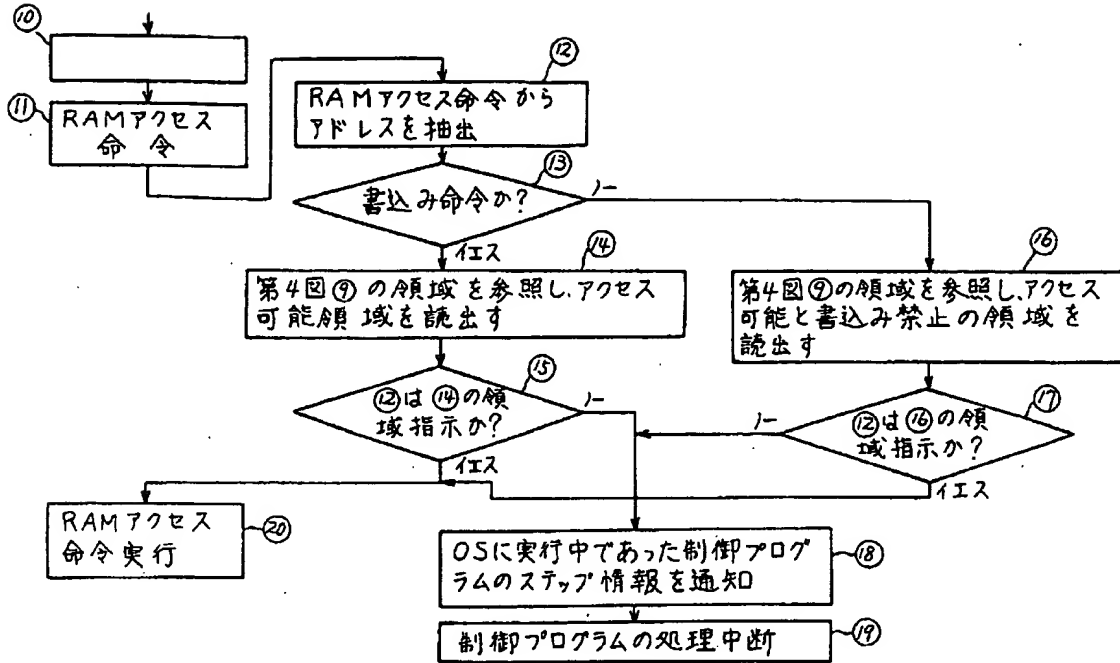 ⑩
⑪
RAMアクセス
命令
⑫
RAMアクセス命令から
アドレスを抽出
⑬
書込み命令か?
ノー
イエス
⑭
第4図⑨の領域を参照し、アクセス
可能領域を読出す
⑯
第4図⑨の領域を参照し、アクセス
可能と書込み禁止の領域を
読出す
⑮
⑫は⑭の領
域指示か?
ノー
イエス
⑰
⑫は⑯の領
域指示か?
ノー
イエス
RAMアクセス
命令実行
⑳
OSに実行中であった制御プログ
ラムのステップ情報を通知
⑱
制御プログラムの処理中断
⑲